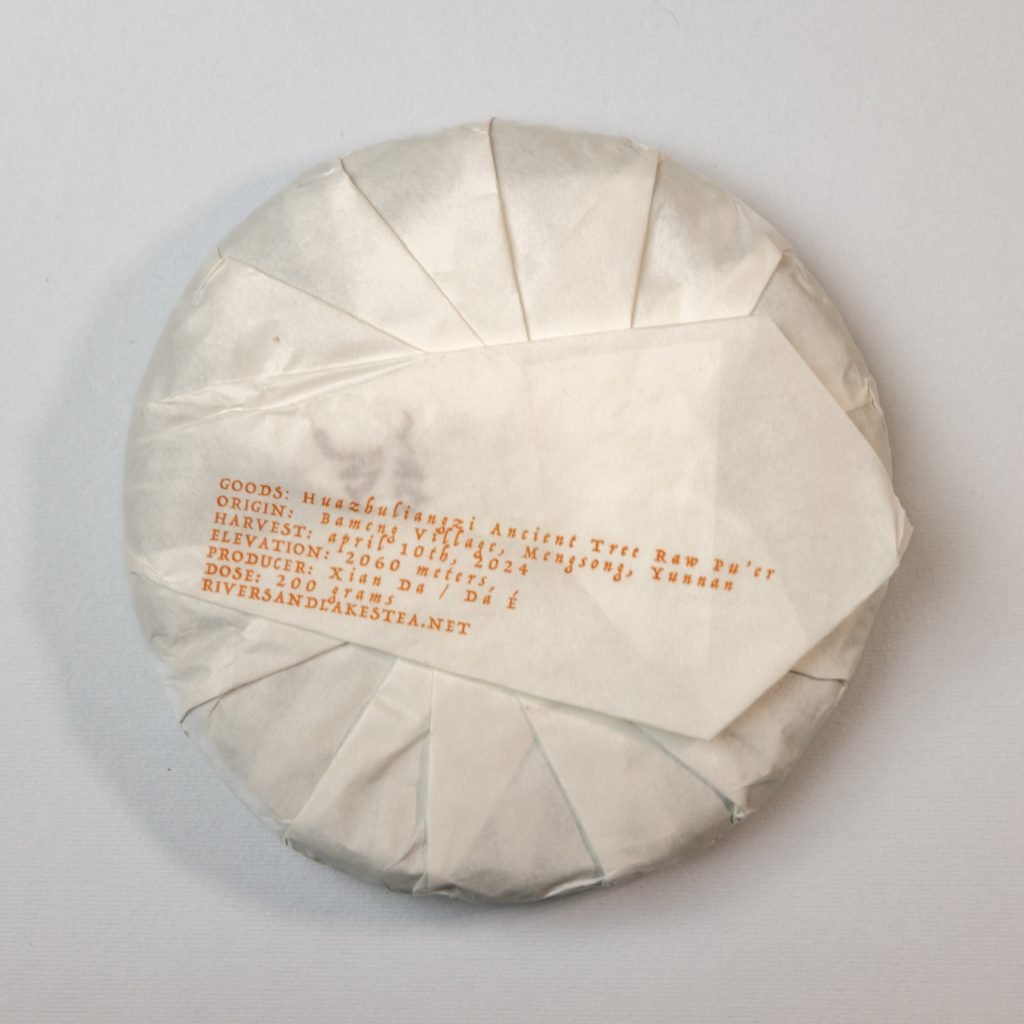 GOODS: Huazhuliangzi Ancient Tree Raw Pu'er
ORIGIN: Bameng Village, Mengsong, Yunnan
HARVEST: april 10th, 2024
ELEVATION: 2060 meters
PRODUCER: Xian Da / Dá É
DOSE: 200 grams
RIVERSANDLAKESTEA.NET